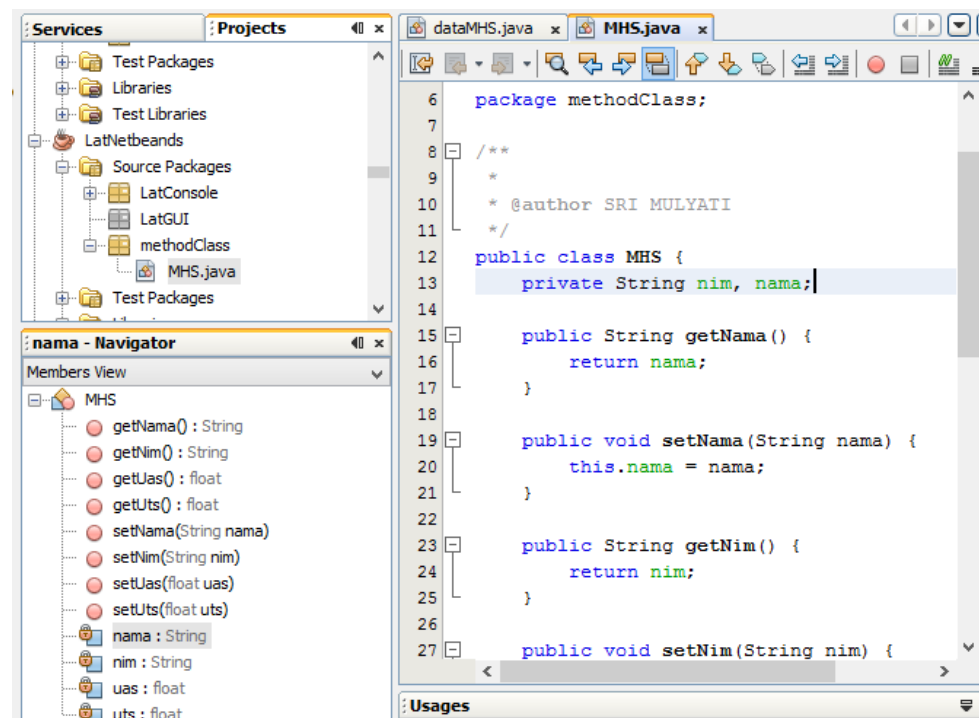 Services
Projects
Test Packages
Libraries
Test Libraries
LatNetbeands
Source Packages
LatConsole
LatGUI
methodClass
MHS.java
Test Packages
nama - Navigator
Members View
MHS
getNama() : String
getNim() : String
getUas() : float
getUts() : float
setNama(String nama)
setNim(String nim)
setUas(float uas)
setUts(float uts)
nama : String
nim : String
uas : float
uts : float
dataMHS.java x MHS.java x
6 package methodClass;
7
8 /**
9 *
10 * @author SRI MULYATI
11 */
12 public class MHS {
13 private String nim, nama;
14
15 public String getNama() {
16 return nama;
17 }
18
19 public void setNama(String nama) {
20 this.nama = nama;
21 }
22
23 public String getNim() {
24 return nim;
25 }
26
27 public void setNim(String nim) {
Usages